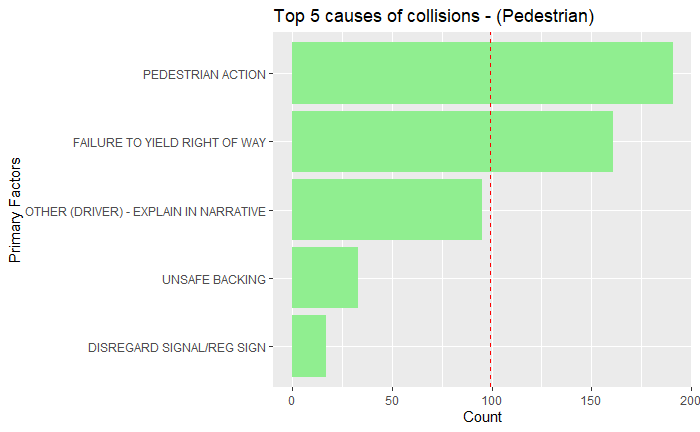 Top 5 causes of collisions - (Pedestrian)
Primary Factors
PEDESTRIAN ACTION
FAILURE TO YIELD RIGHT OF WAY
OTHER (DRIVER) - EXPLAIN IN NARRATIVE
UNSAFE BACKING
DISREGARD SIGNAL/REG SIGN
0 50 100 150 200
Count